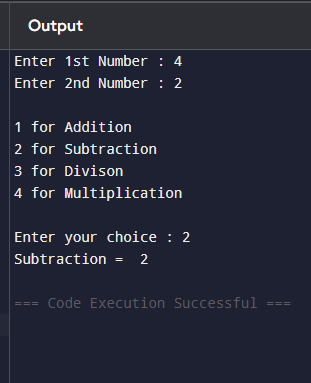 Output
Enter 1st Number : 4
Enter 2nd Number : 2
1 for Addition
2 for Subtraction
3 for Divison
4 for Multiplication
Enter your choice : 2
Subtraction =  2
=== Code Execution Successful ===